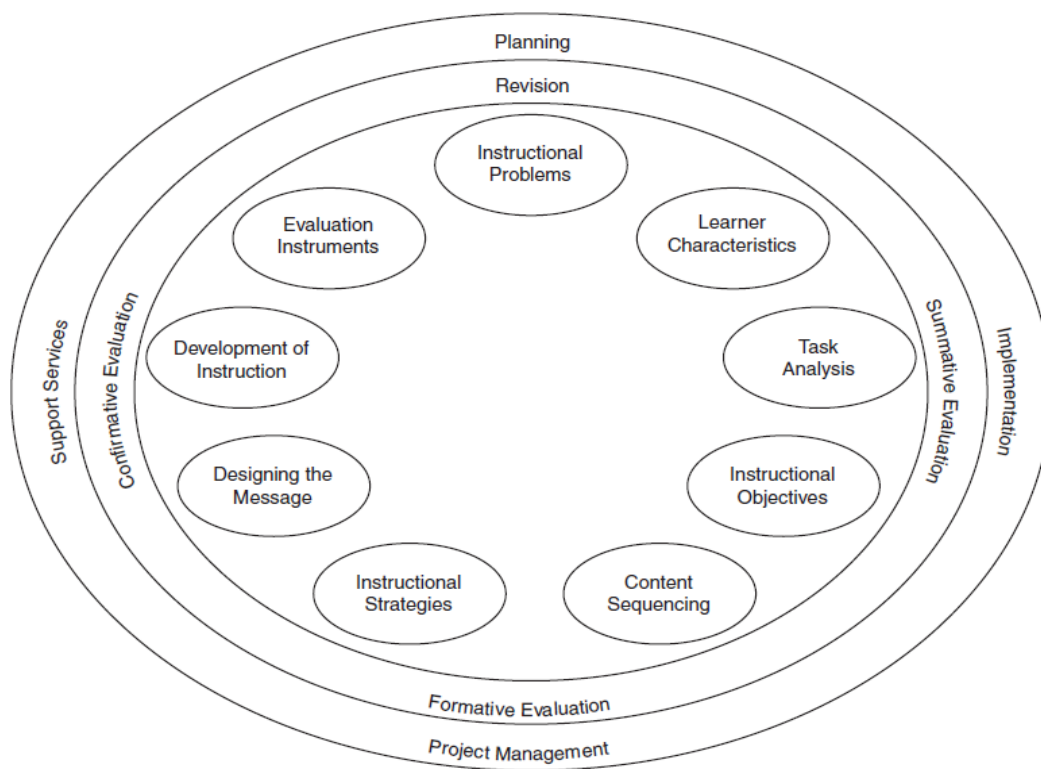 Planning
Revision
Instructional
Problems
Evaluation
Instruments
Learner
Characteristics
Support Services
Confirmative Evaluation
Development of
Instruction
Task
Analysis
Summative Evaluation
Implementation
Designing the
Message
Instructional
Objectives
Instructional
Strategies
Content
Sequencing
Formative Evaluation
Project Management